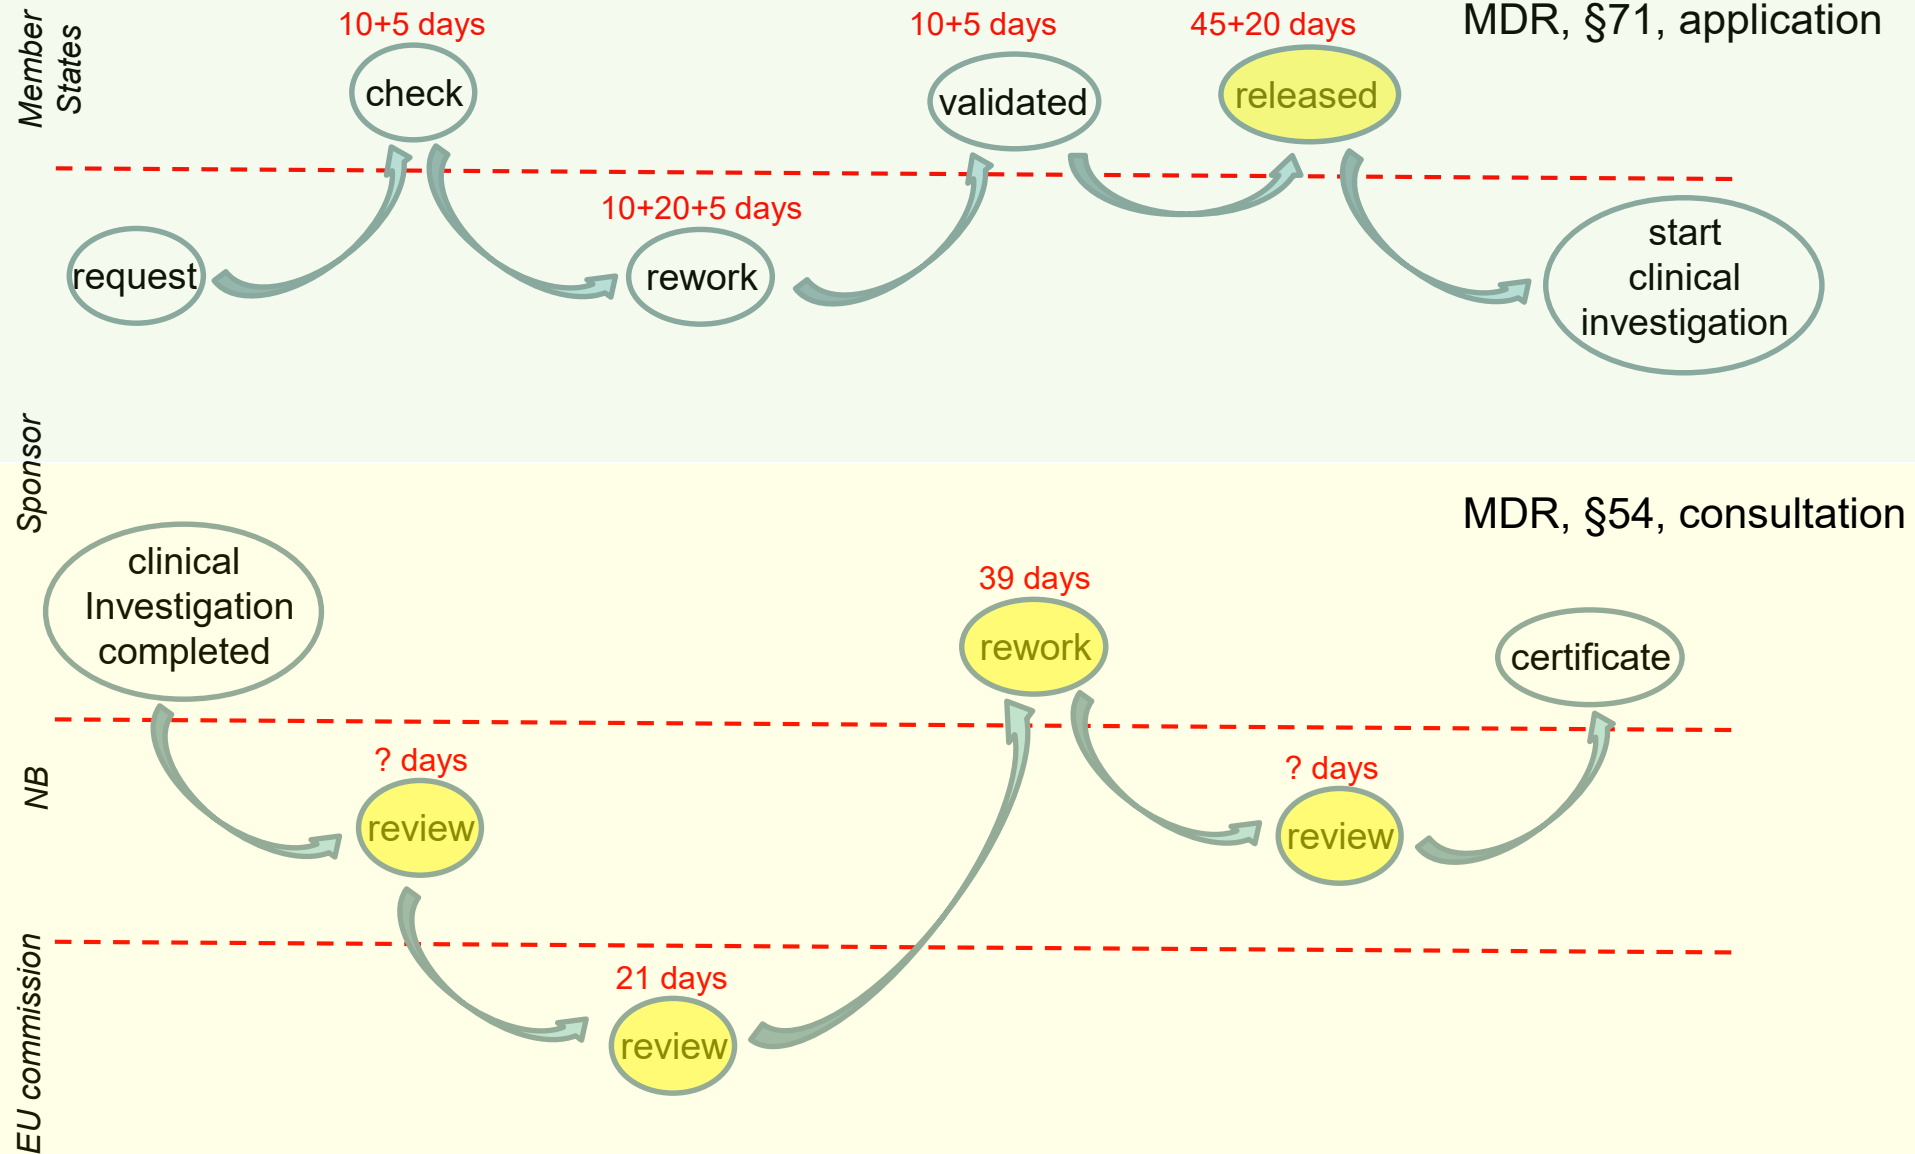 Member
States
10+5 days
10+5 days
45+20 days
MDR, §71, application
check
validated
released
10+20+5 days
request
rework
start
clinical
investigation
Sponsor
MDR, §54, consultation
clinical
Investigation
completed
39 days
rework
certificate
NB
? days
review
? days
review
EU commission
21 days
review